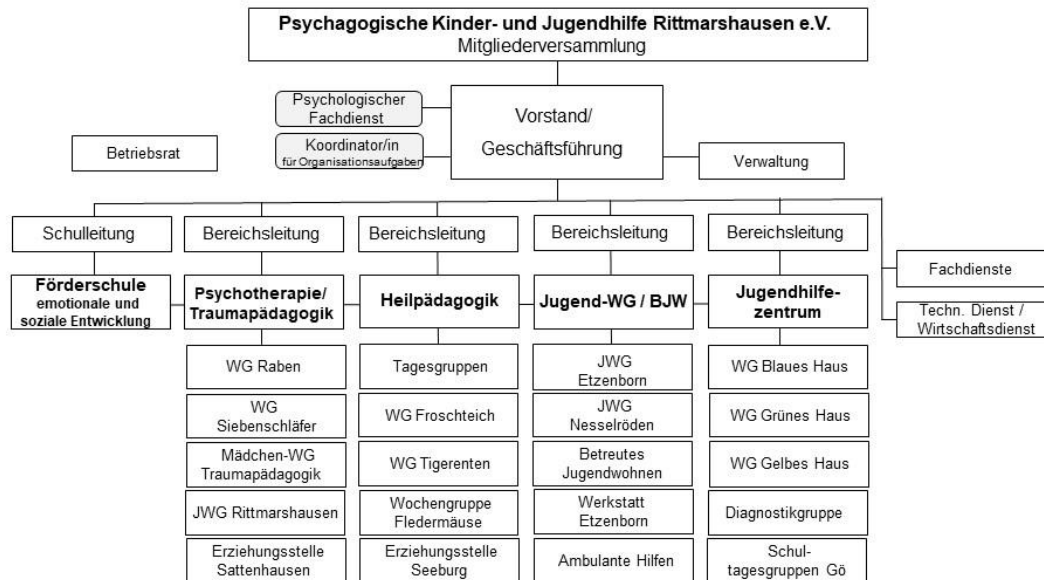 Psychagogische Kinder- und Jugendhilfe Rittmarshausen e.V.
Mitgliederversammlung
Psychologischer
Fachdienst
Vorstand/
Geschäftsführung
Koordinator/in
für Organisationsaufgaben
Betriebsrat
Verwaltung
Schulleitung
Bereichsleitung
Bereichsleitung
Bereichsleitung
Bereichsleitung
Fachdienste
Techn. Dienst /
Wirtschaftsdienst
Förderschule
emotionale und
soziale Entwicklung
Psychotherapie/
Traumapädagogik
Heilpädagogik
Jugend-WG / BJW
Jugendhilfe-
zentrum
WG Raben
Tagesgruppen
JWG
Etzenborn
WG Blaues Haus
WG
Siebenschläfer
WG Froschteich
JWG
Nesselröden
WG Grünes Haus
Mädchen-WG
Traumapädagogik
WG Tigerenten
Betreutes
Jugendwohnen
WG Gelbes Haus
JWG Rittmarshausen
Wochengruppe
Fledermäuse
Werkstatt
Etzenborn
Diagnostikgruppe
Erziehungsstelle
Sattenhausen
Erziehungsstelle
Seeburg
Ambulante Hilfen
Schul-
tagesgruppen Gö